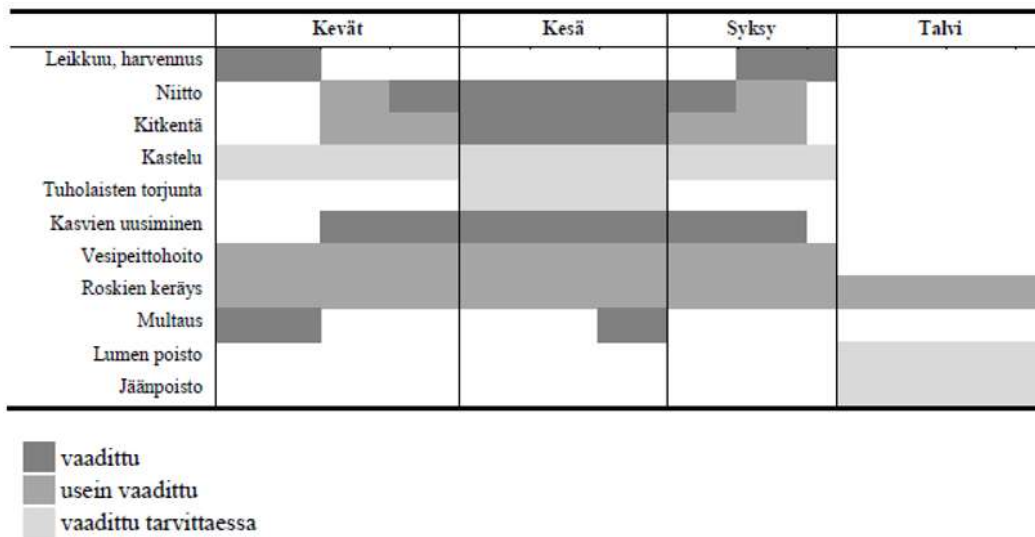 Kevät Kesä Syksy Talvi
Leikkuu, harvennus
Niitto
Kitkentä
Kastelu
Tuholaisten torjunta
Kasvien uusiminen
Vesipeittohoito
Roskien keräys
Multaus
Lumen poisto
Jäänpoisto
vaadittu
usein vaadittu
vaadittu tarvittaessa